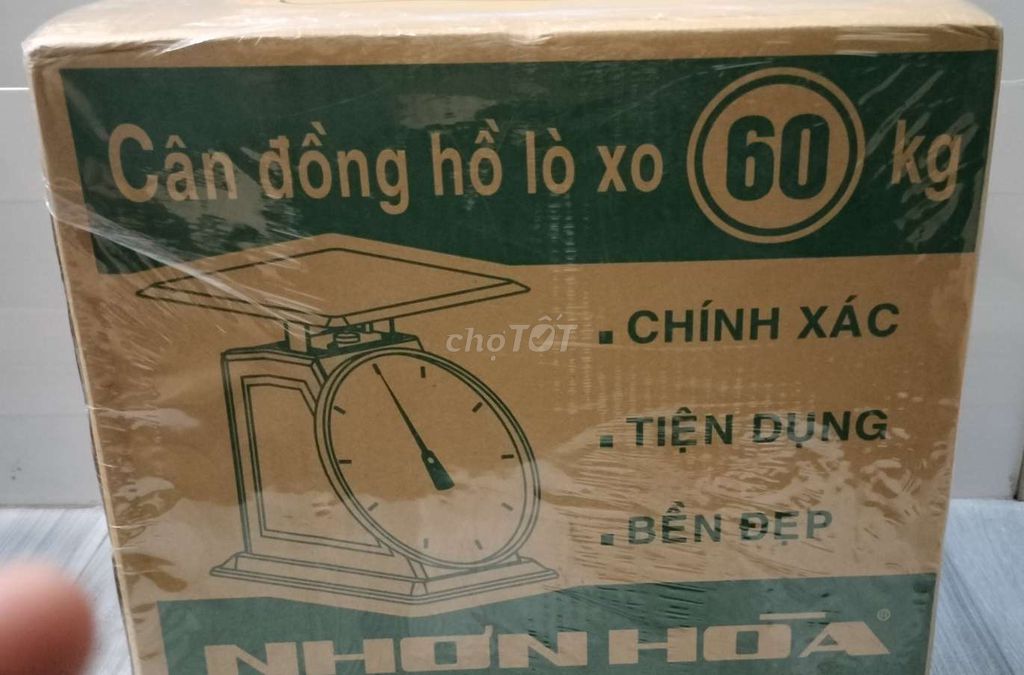 Cân đồng hồ lò xo 60 kg
chợTỐT
CHÍNH XÁC
TIỆN DỤNG
BỀN ĐẸP
NHƠN HÒA ®